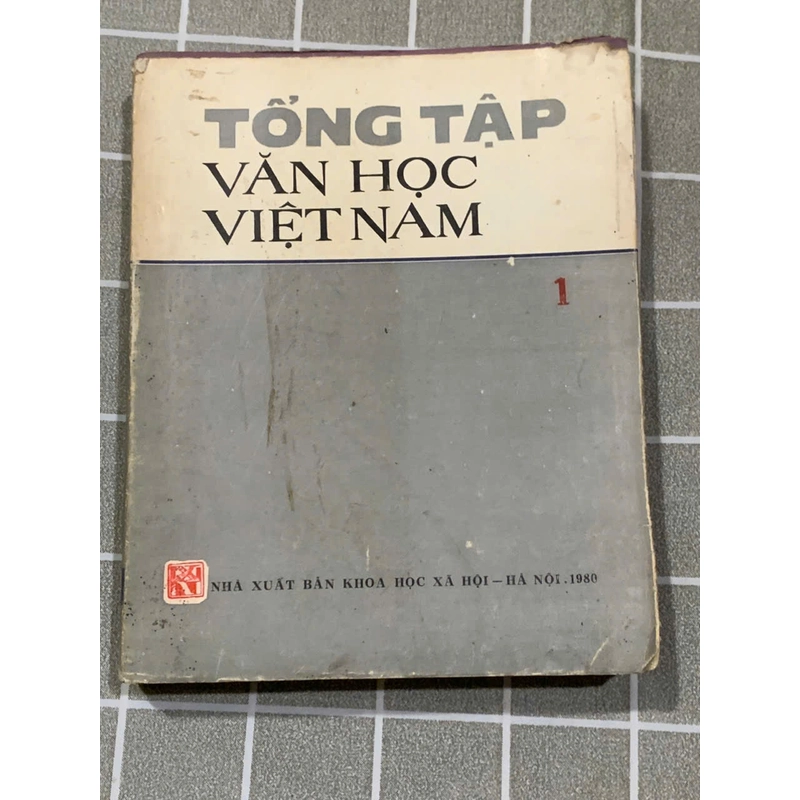 TỔNG TẬP
VĂN HỌC
VIỆT NAM
1
NHÀ XUẤT BẢN KHOA HỌC XÃ HỘI – HÀ NỘI . 1980